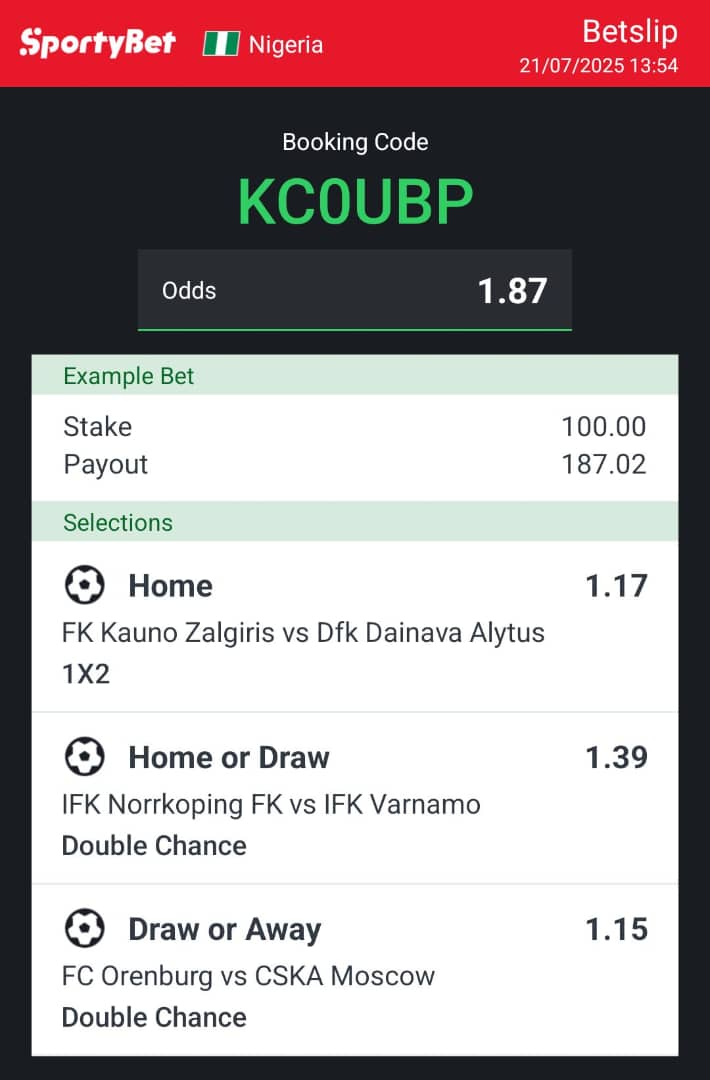 SportyBet Nigeria Betslip
21/07/2025 13:54
Booking Code
KC0UBP
Odds 1.87
Example Bet
Stake 100.00
Payout 187.02
Selections
Home 1.17
FK Kauno Zalgiris vs Dfk Dainava Alytus
1X2
Home or Draw 1.39
IFK Norrkoping FK vs IFK Varnamo
Double Chance
Draw or Away 1.15
FC Orenburg vs CSKA Moscow
Double Chance